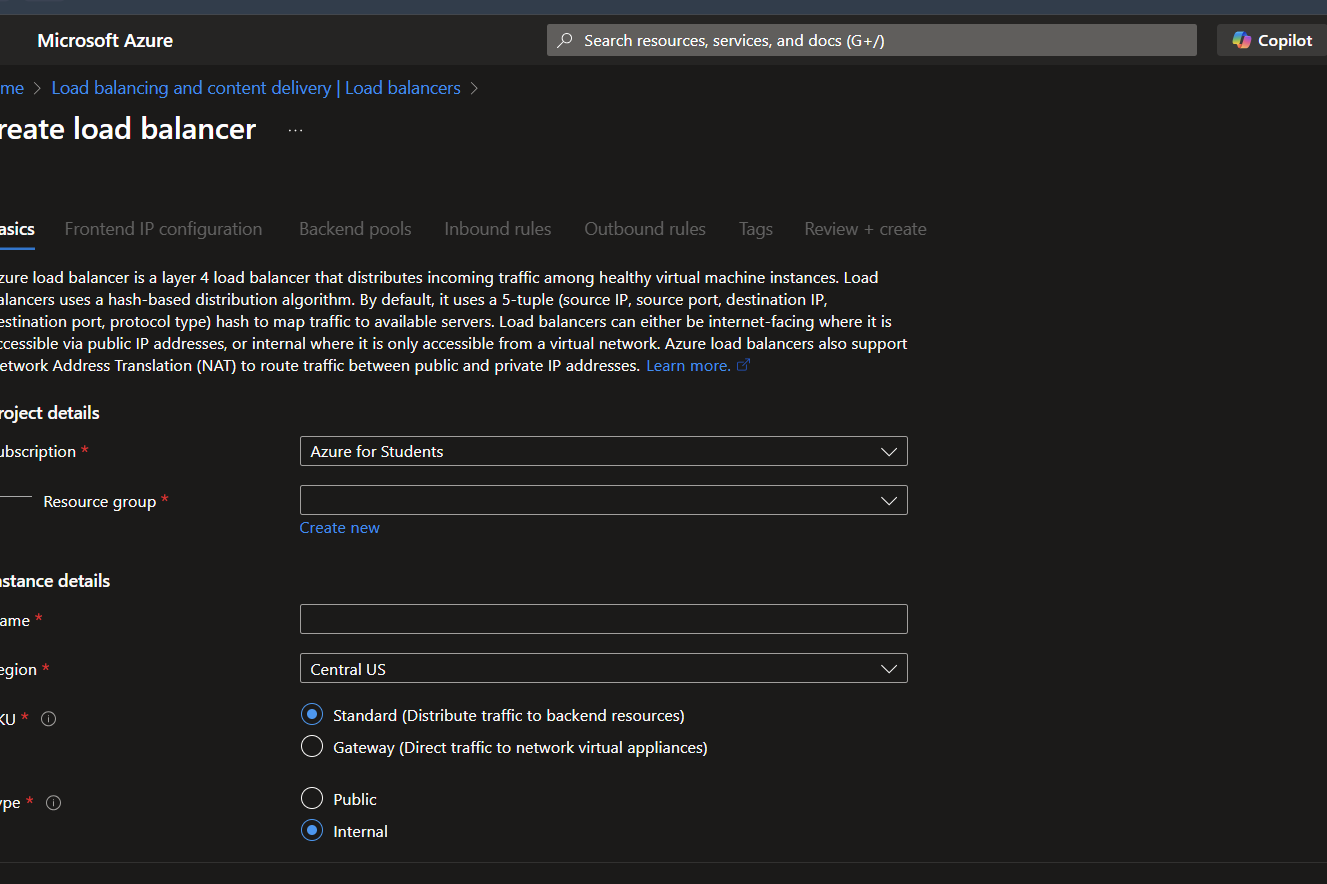 Microsoft Azure
Search resources, services, and docs (G+/)
Copilot
me > Load balancing and content delivery | Load balancers >
reate load balancer ...
asics Frontend IP configuration Backend pools Inbound rules Outbound rules Tags Review + create
zure load balancer is a layer 4 load balancer that distributes incoming traffic among healthy virtual machine instances. Load
alancers uses a hash-based distribution algorithm. By default, it uses a 5-tuple (source IP, source port, destination IP,
estination port, protocol type) hash to map traffic to available servers. Load balancers can either be internet-facing where it is
ccessible via public IP addresses, or internal where it is only accessible from a virtual network. Azure load balancers also support
etwork Address Translation (NAT) to route traffic between public and private IP addresses. Learn more.
roject details
ubscription *
Azure for Students
Resource group *
Create new
nstance details
ame *
egion *
Central US
KU *
Standard (Distribute traffic to backend resources)
Gateway (Direct traffic to network virtual appliances)
ype *
Public
Internal